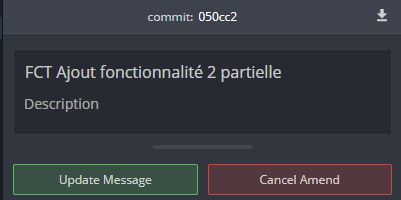 commit: 050cc2
FCT Ajout fonctionnalité 2 partielle
Description
Update Message
Cancel Amend